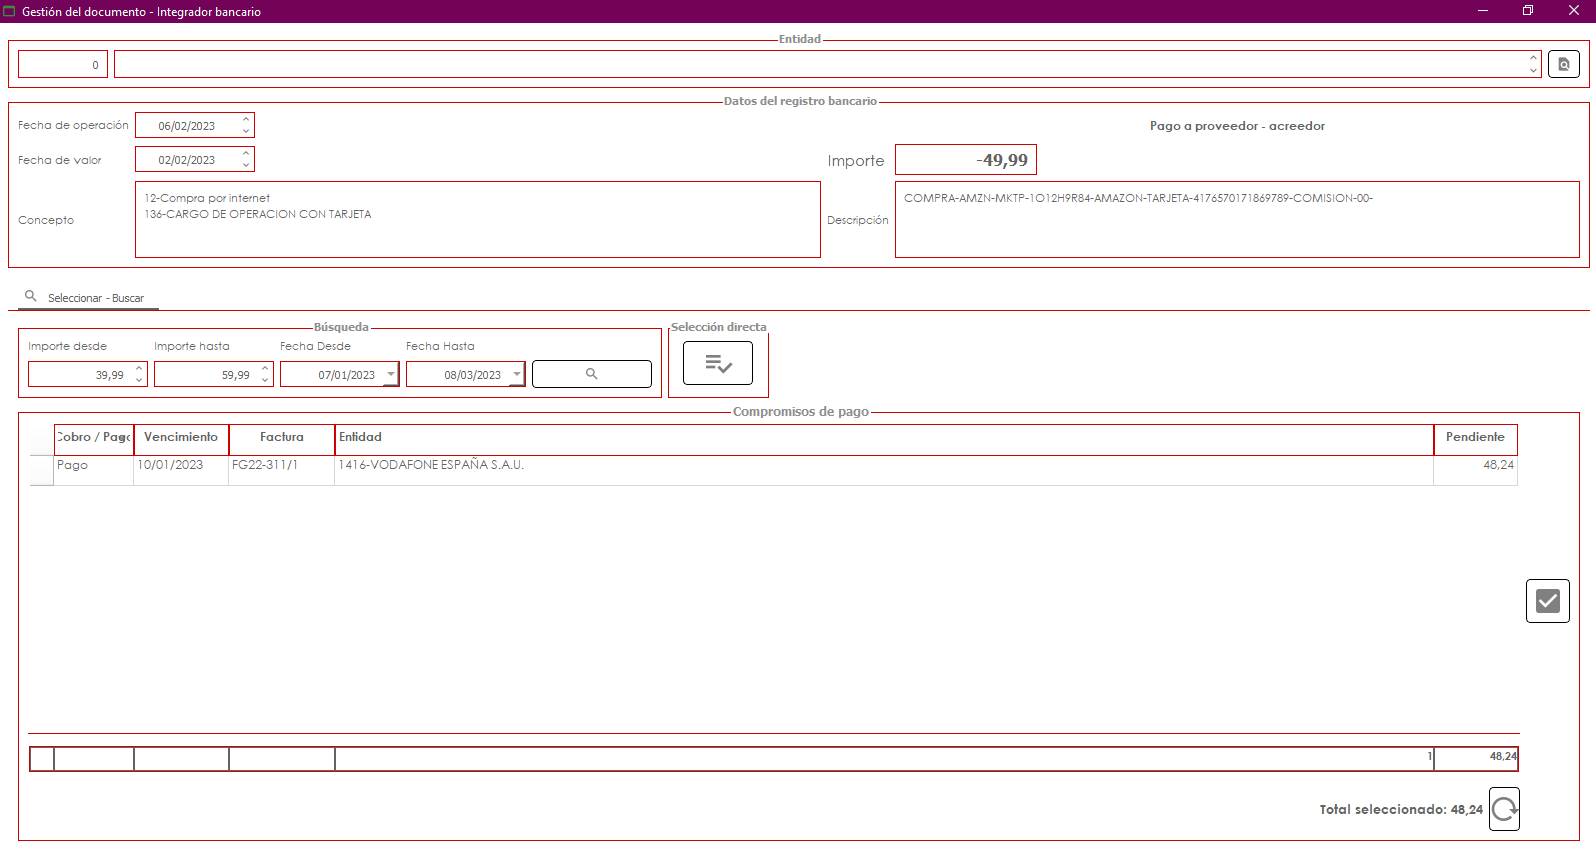 Gestión del documento - Integrador bancario
Entidad
0
Datos del registro bancario
Fecha de operación 06/02/2023
Pago a proveedor - acreedor
Fecha de valor 02/02/2023
Importe -49,99
Concepto
12-Compra por internet
136-CARGO DE OPERACION CON TARJETA
Descripción
COMPRA-AMZN-MKTP-1O12H9R84-AMAZON-TARJETA-4176570171869789-COMISION-00-
Seleccionar - Buscar
Búsqueda
Selección directa
Importe desde Importe hasta Fecha Desde Fecha Hasta
39,99 59,99 07/01/2023 08/03/2023
Compromisos de pago
Cobro / Pago Vencimiento Factura Entidad Pendiente
Pago 10/01/2023 FG22-311/1 1416-VODAFONE ESPAÑA S.A.U. 48,24
1 48,24
Total seleccionado: 48,24